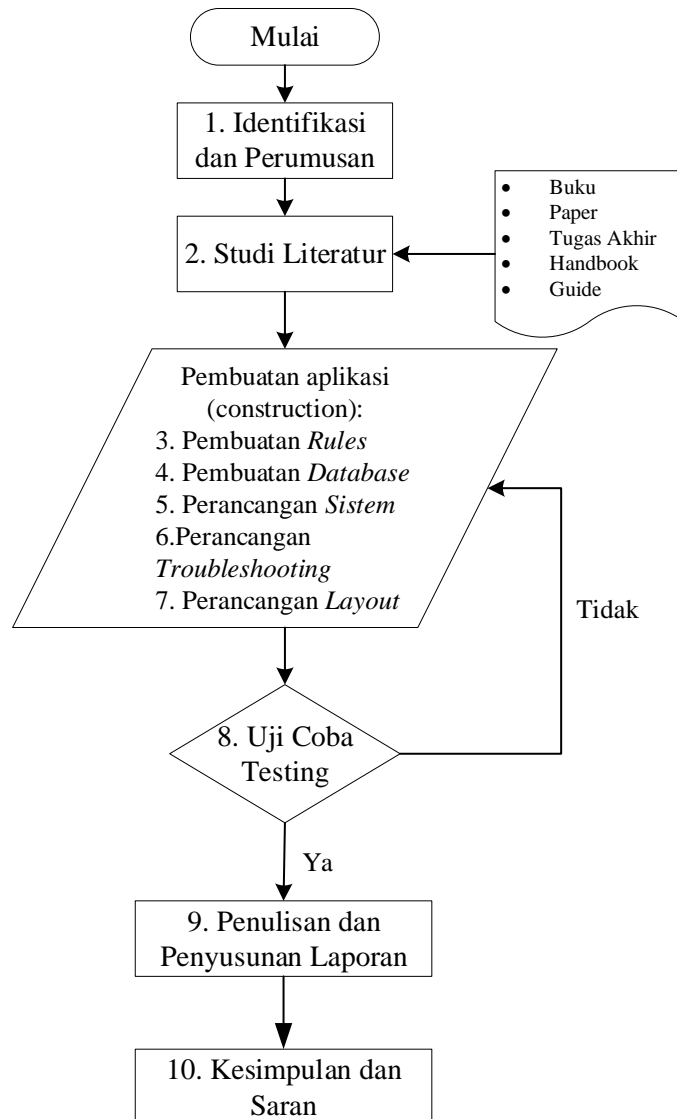 Mulai
1. Identifikasi
dan Perumusan
2. Studi Literatur
Buku
Paper
Tugas Akhir
Handbook
Guide
Pembuatan aplikasi
(construction):
3. Pembuatan Rules
4. Pembuatan Database
5. Perancangan Sistem
6.Perancangan
Troubleshooting
7. Perancangan Layout
Tidak
8. Uji Coba
Testing
Ya
9. Penulisan dan
Penyusunan Laporan
10. Kesimpulan dan
Saran